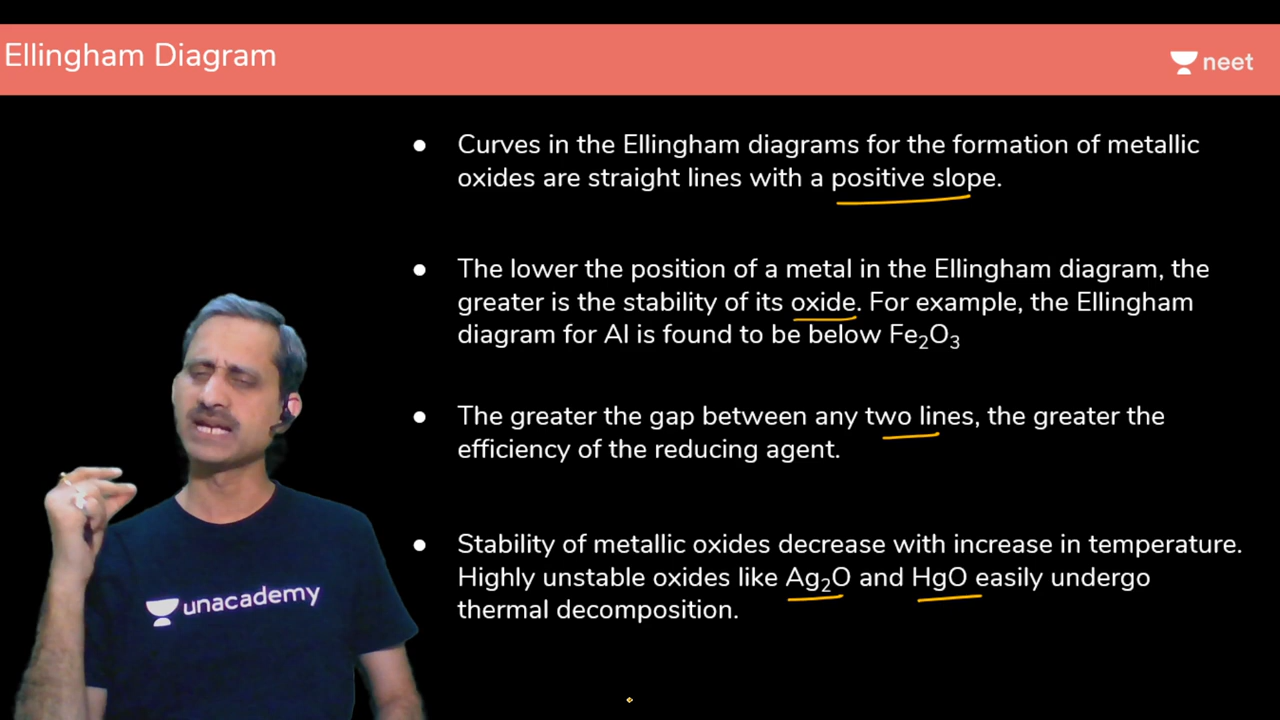 Ellingham Diagram
neet
● Curves in the Ellingham diagrams for the formation of metallic
oxides are straight lines with a positive slope.
● The lower the position of a metal in the Ellingham diagram, the
greater is the stability of its oxide. For example, the Ellingham
diagram for Al is found to be below Fe₂O₃
● The greater the gap between any two lines, the greater the
efficiency of the reducing agent.
● Stability of metallic oxides decrease with increase in temperature.
Highly unstable oxides like Ag₂O and HgO easily undergo
thermal decomposition.
unacademy